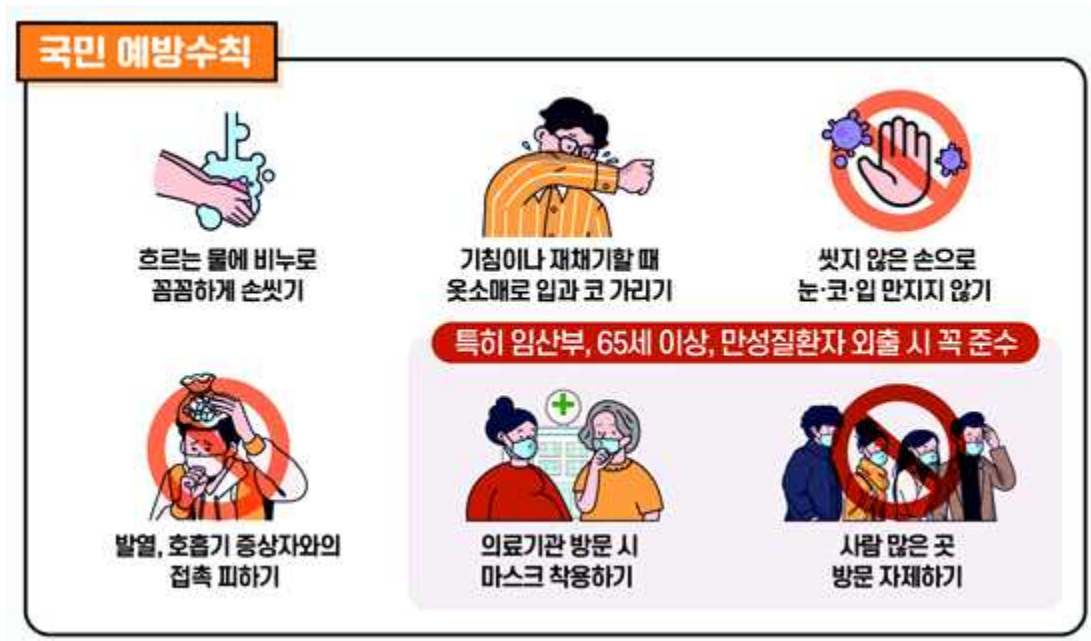 국민 예방수칙
흐르는 물에 비누로
꼼꼼하게 손씻기
기침이나 재채기할 때
옷소매로 입과 코 가리기
씻지 않은 손으로
눈·코·입 만지지 않기
특히 임산부, 65세 이상, 만성질환자 외출 시 꼭 준수
발열, 호흡기 증상자와의
접촉 피하기
의료기관 방문 시
마스크 착용하기
사람 많은 곳
방문 자제하기